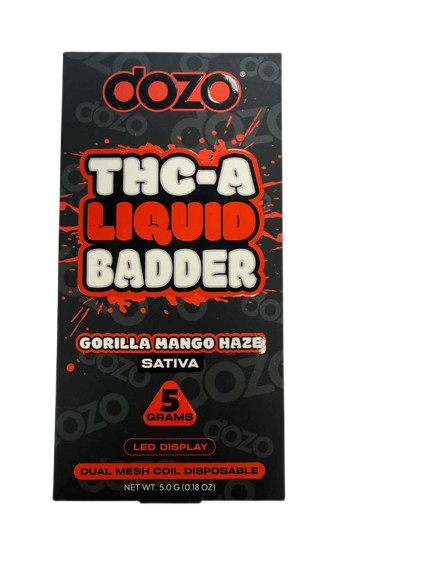 dozo®
THC-A
LIQUID
BADDER
GORILLA MANGO HAZE
SATIVA
5
GRAMS
LED DISPLAY
DUAL MESH COIL DISPOSABLE
NET WT. 5.0 G (0.18 OZ)